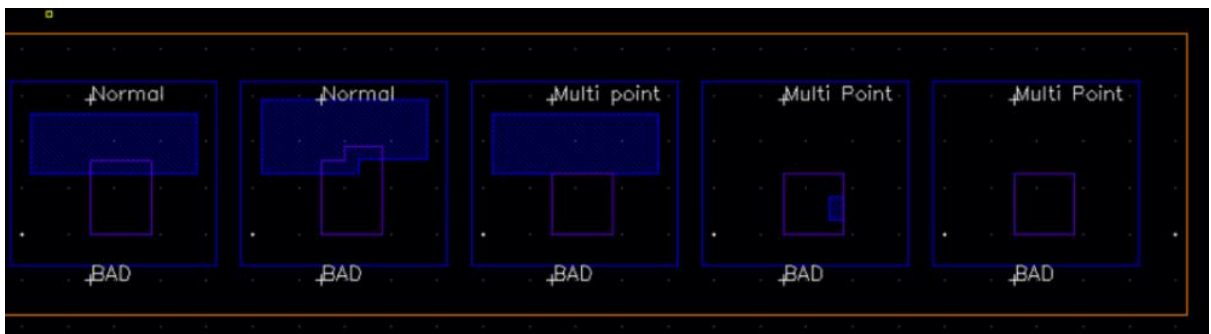 Normal
Normal
Multi point
Multi Point
Multi Point
BAD
BAD
BAD
BAD
BAD